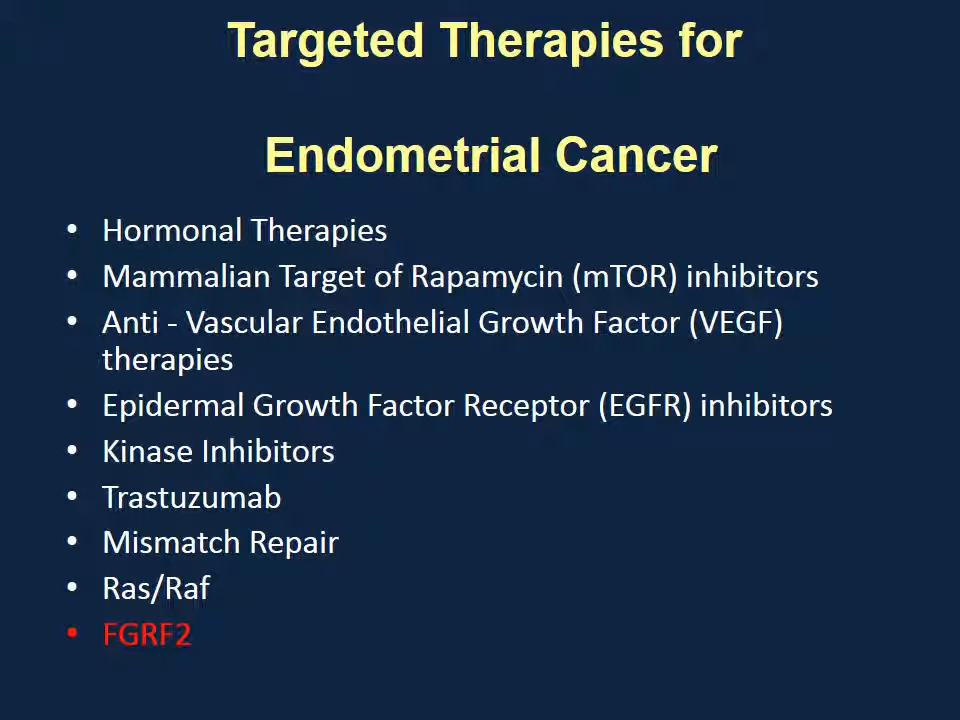 Targeted Therapies for
Endometrial Cancer
• Hormonal Therapies
• Mammalian Target of Rapamycin (mTOR) inhibitors
• Anti - Vascular Endothelial Growth Factor (VEGF)
therapies
• Epidermal Growth Factor Receptor (EGFR) inhibitors
• Kinase Inhibitors
• Trastuzumab
• Mismatch Repair
• Ras/Raf
• FGRF2